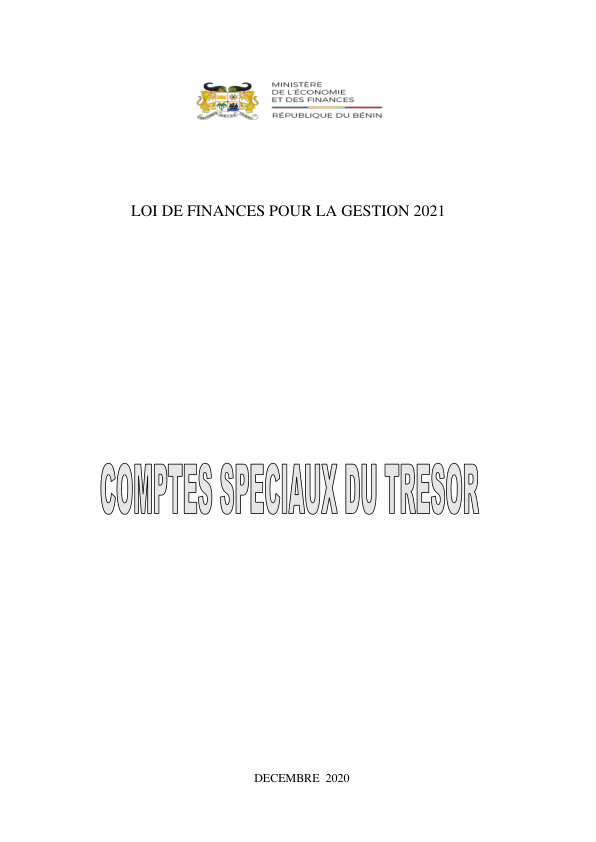 MINISTÈRE
DE L'ÉCONOMIE
ET DES FINANCES
RÉPUBLIQUE DU BÉNIN
LOI DE FINANCES POUR LA GESTION 2021
COMPTES SPECIAUX DU TRESOR
DECEMBRE 2020